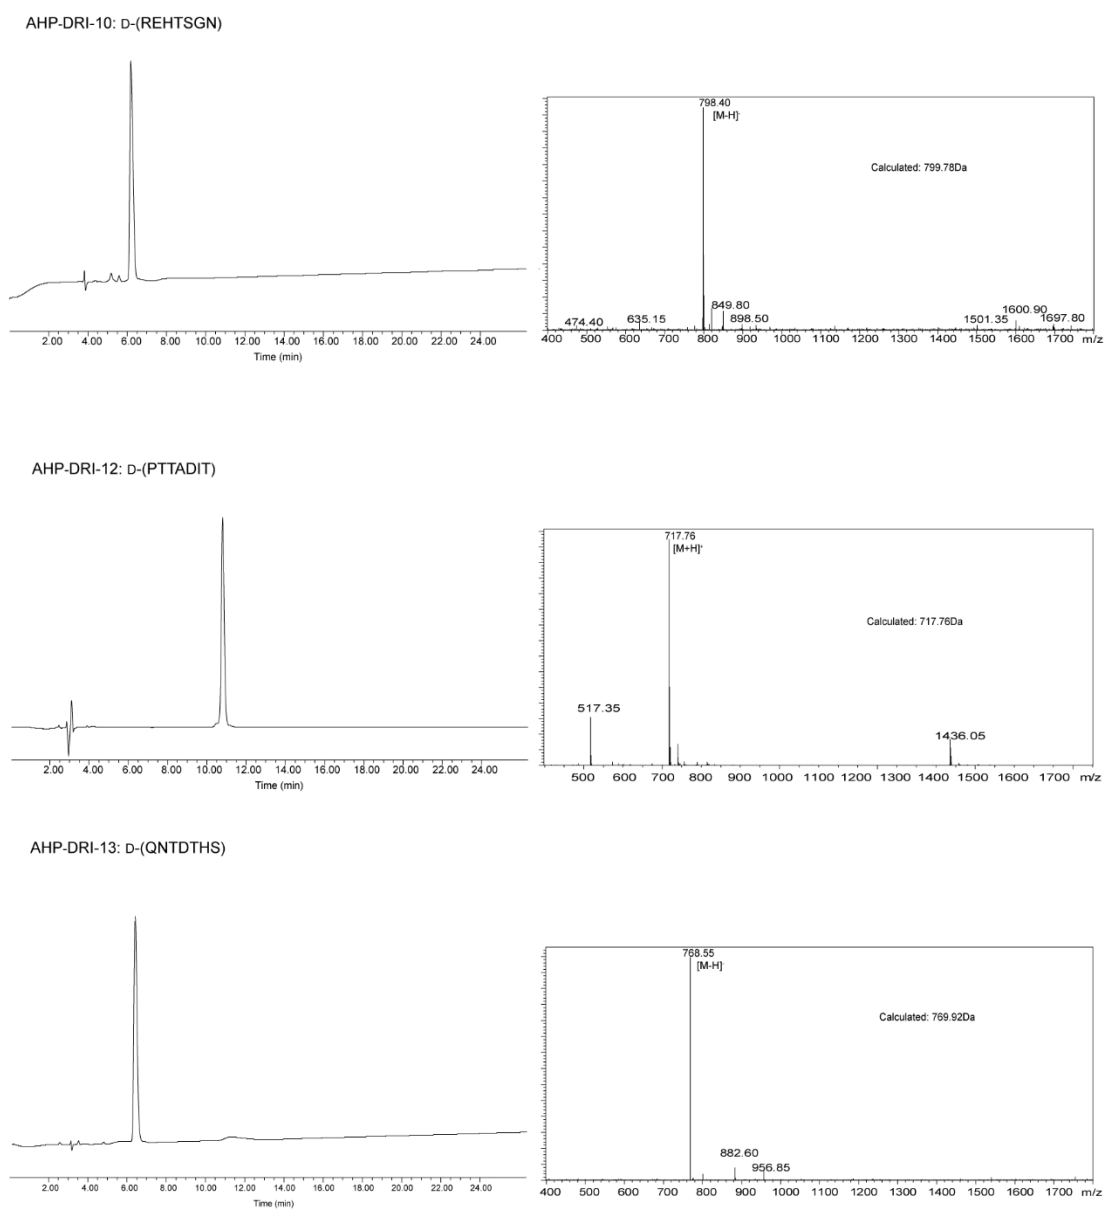 AHP-DRI-10: D-(REHTSGN)
798.40
[M-H]-
Calculated: 799.78Da
474.40 635.15 849.80 898.50 1501.35 1600.90 1697.80
400 500 600 700 800 900 1000 1100 1200 1300 1400 1500 1600 1700 m/z
2.00 4.00 6.00 8.00 10.00 12.00 14.00 16.00 18.00 20.00 22.00 24.00
Time (min)
AHP-DRI-12: D-(PTTADIT)
717.76
[M+H]+
Calculated: 717.76Da
517.35 1436.05
500 600 700 800 900 1000 1100 1200 1300 1400 1500 1600 1700 m/z
2.00 4.00 6.00 8.00 10.00 12.00 14.00 16.00 18.00 20.00 22.00 24.00
Time (min)
AHP-DRI-13: D-(QNTDTHS)
768.55
[M-H]-
Calculated: 769.92Da
882.60 956.85
400 500 600 700 800 900 1000 1100 1200 1300 1400 1500 1600 1700 m/z
2.00 4.00 6.00 8.00 10.00 12.00 14.00 16.00 18.00 20.00 22.00 24.00
Time (min)